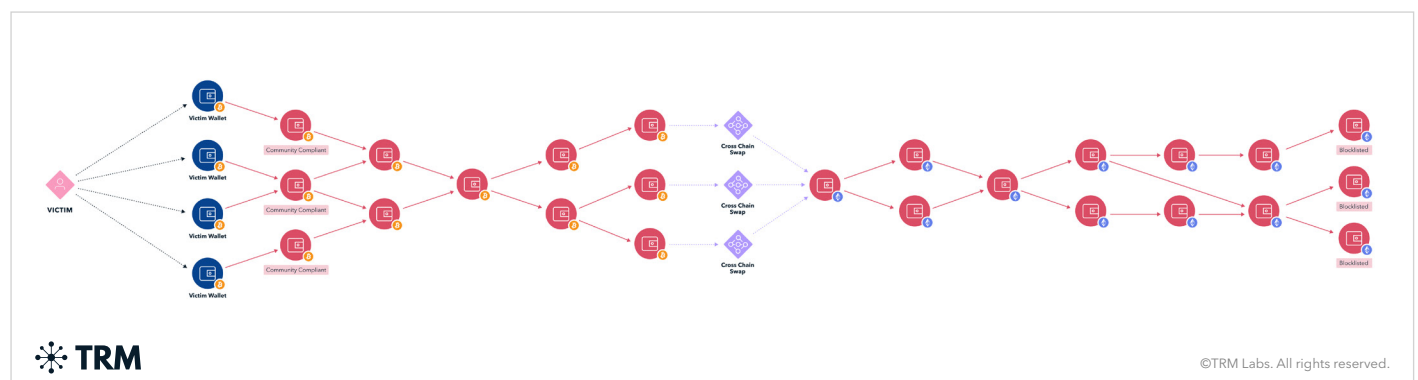 Victim Wallet
Community Compliant
Victim Wallet
Community Compliant
Victim Wallet
Community Compliant
Victim Wallet
VICTIM
Cross Chain
Swap
Cross Chain
Swap
Cross Chain
Swap
Blocklisted
Blocklisted
Blocklisted
TRM
©TRM Labs. All rights reserved.